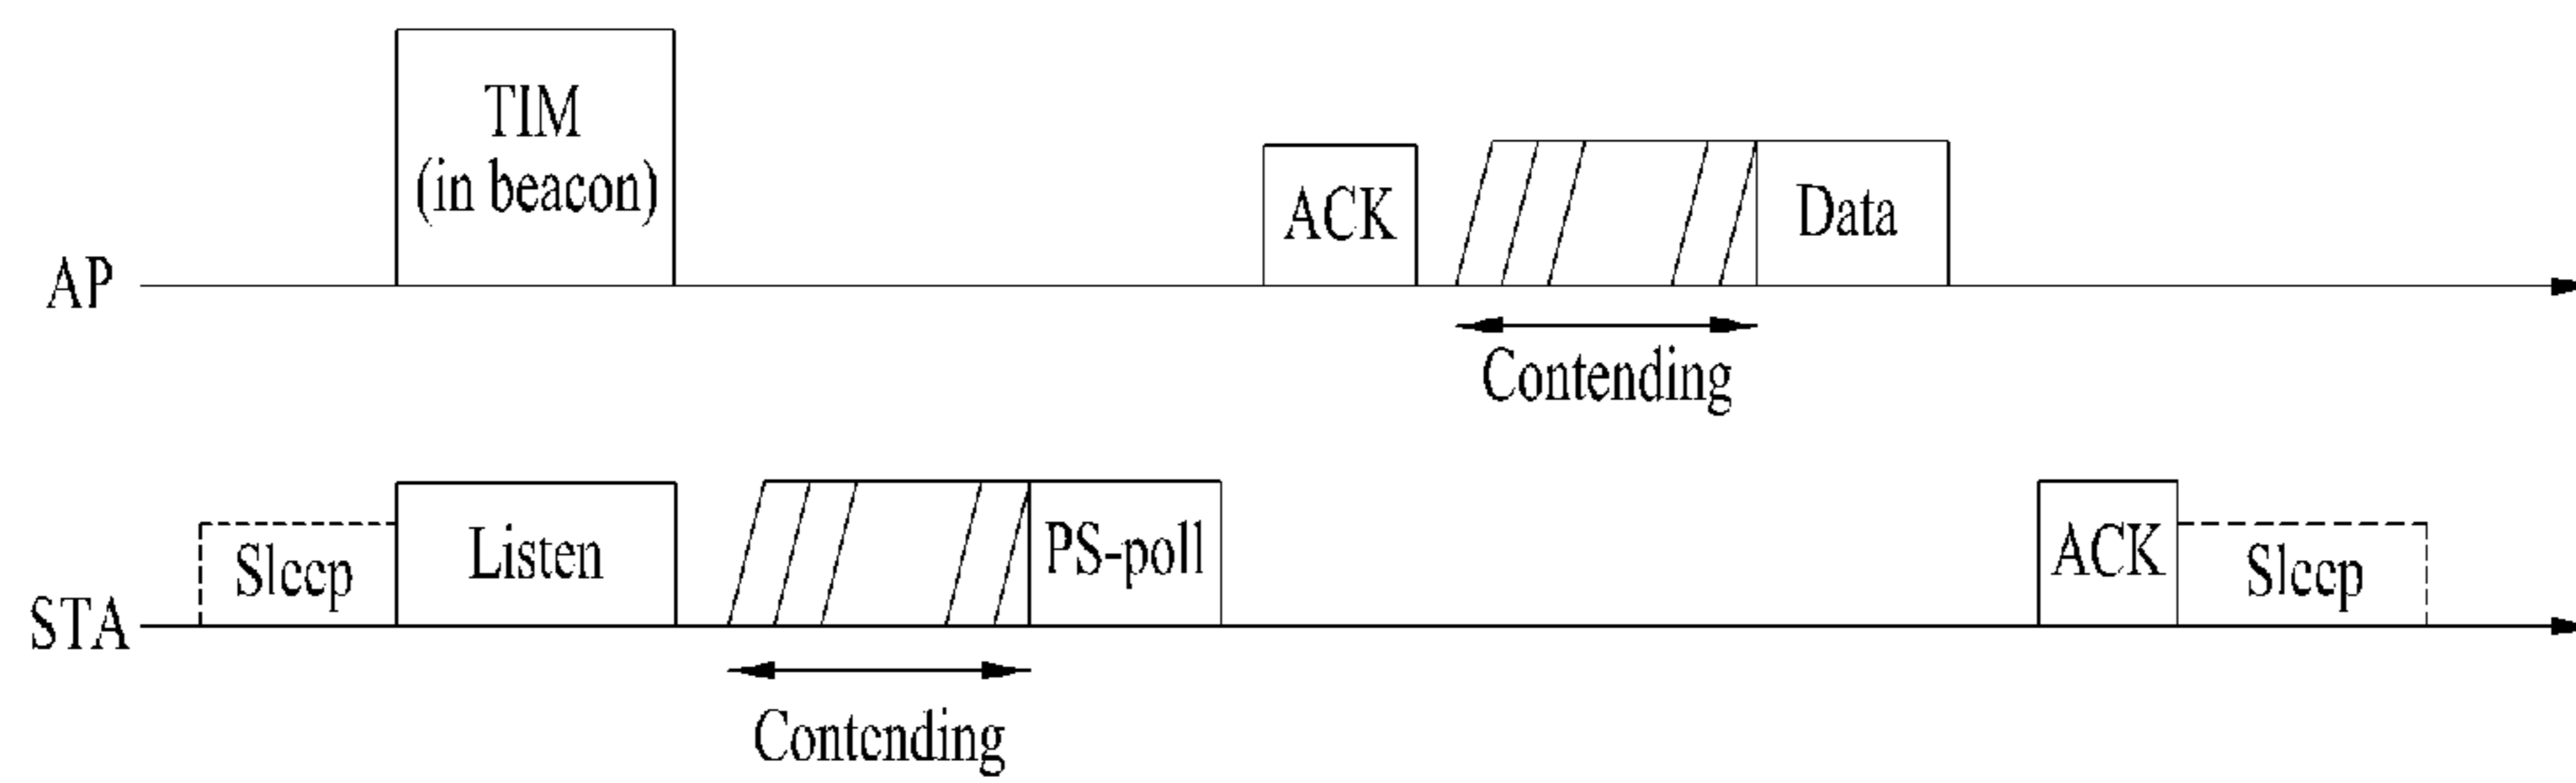 TIM
(in beacon)
ACK
Data
AP
Contending
Sleep
Listen
PS-poll
ACK
Sleep
STA
Contending